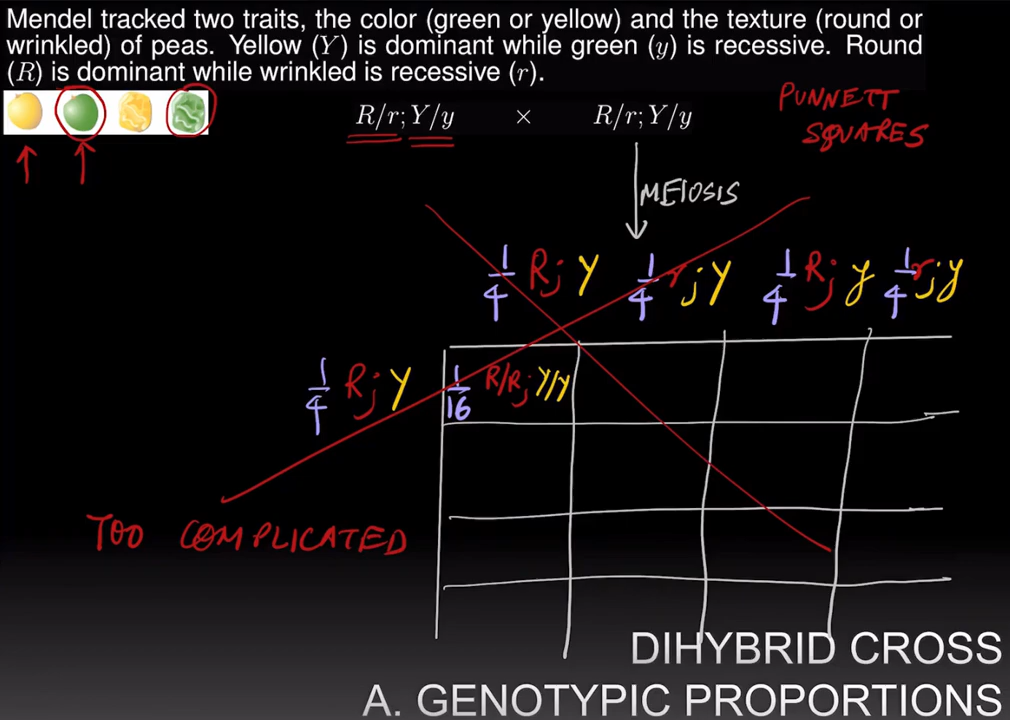 Mendel tracked two traits, the color (green or yellow) and the texture (round or
wrinkled) of peas. Yellow (Y) is dominant while green (y) is recessive. Round
(R) is dominant while wrinkled is recessive (r).
R/r; Y/y × R/r; Y/y
PUNNETT
SQUARES
MEIOSIS
1/4 R; Y 1/4 r; Y 1/4 R; y 1/4 r; y
1/4 R; Y 1/16 R/R; Y/Y
TOO COMPLICATED
DIHYBRID CROSS
A. GENOTYPIC PROPORTIONS